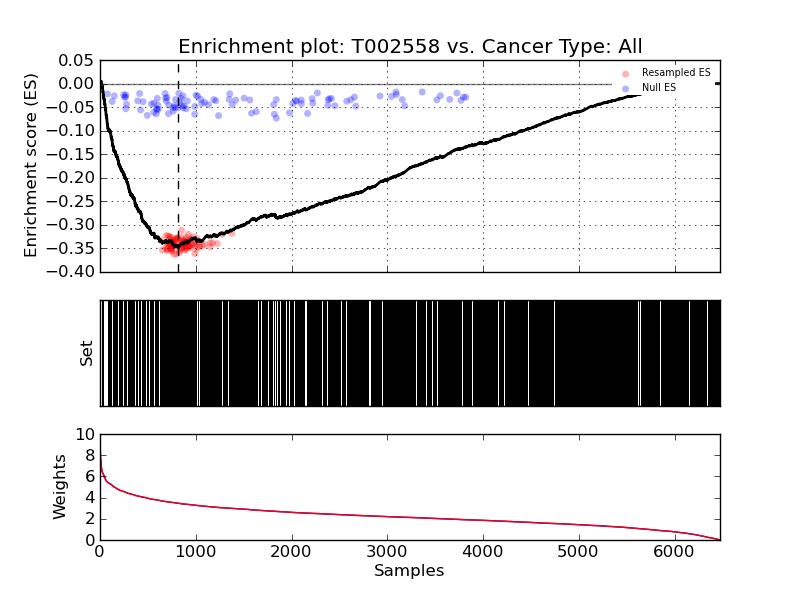 Enrichment plot: T002558 vs. Cancer Type: All
Enrichment score (ES)
0.05
0.00
−0.05
−0.10
−0.15
−0.20
−0.25
−0.30
−0.35
−0.40
Resampled ES
Null ES
Set
Weights
10
8
6
4
2
0
0 1000 2000 3000 4000 5000 6000
Samples